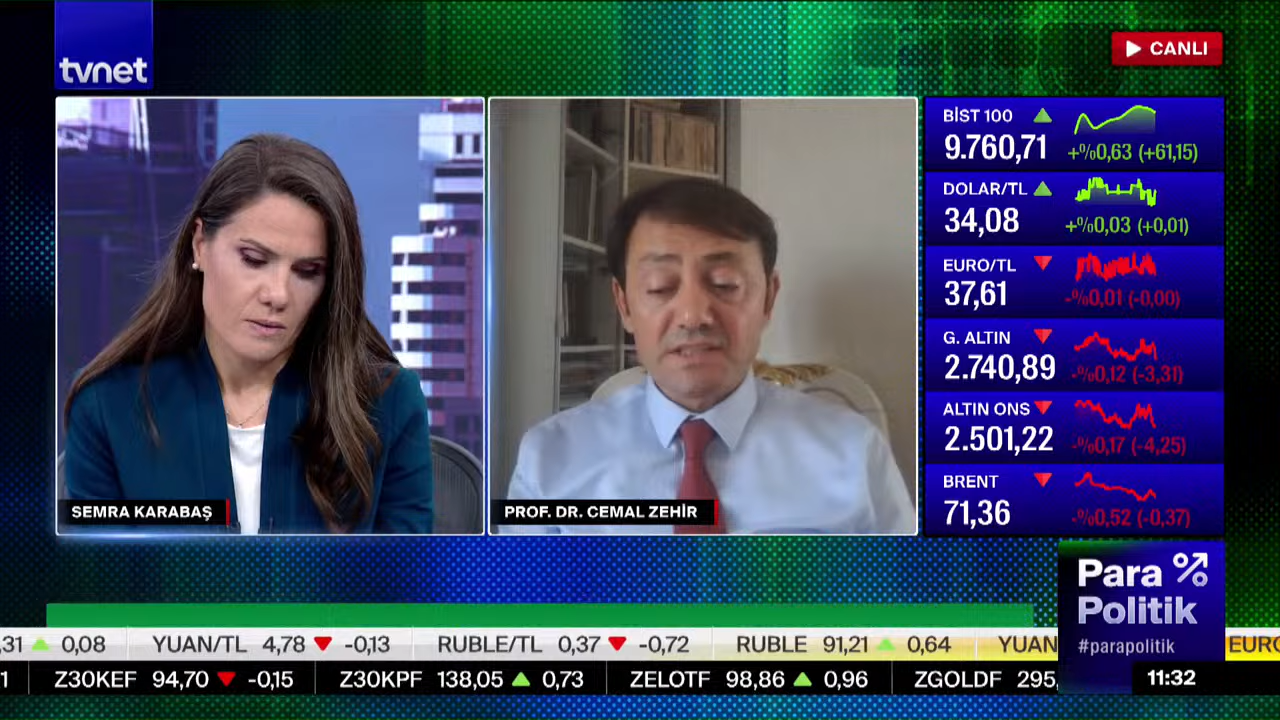 tvnet
CANLI
BİST 100
9.760,71
+%0,63 (+61,15)
DOLAR/TL
34,08
+%0,03 (+0,01)
EURO/TL
37,61
-%0,01 (-0,00)
G. ALTIN
2.740,89
-%0,12 (-3,31)
ALTIN ONS
2.501,22
-%0,17 (-4,25)
BRENT
71,36
-%0,52 (-0,37)
SEMRA KARABAŞ
PROF. DR. CEMAL ZEHİR
Para %
Politik
#parapolitik
,31 0,08 YUAN/TL 4,78 -0,13 RUBLE/TL 0,37 -0,72 RUBLE 91,21 0,64 YUAN EURO
1 Z30KEF 94,70 -0,15 Z30KPF 138,05 0,73 ZELOTF 98,86 0,96 ZGOLDF 295,
11:32